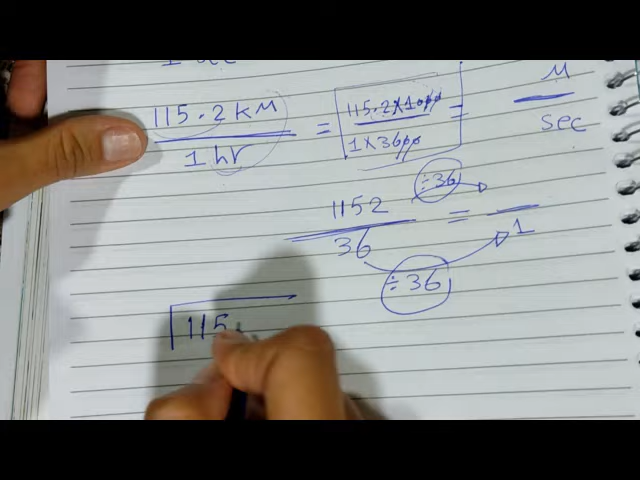 115.2 KM / 1 hr = 115.2 x 1000 / 1 x 3600 = M / sec
÷36
1152 / 36 = — / 1
÷36
115